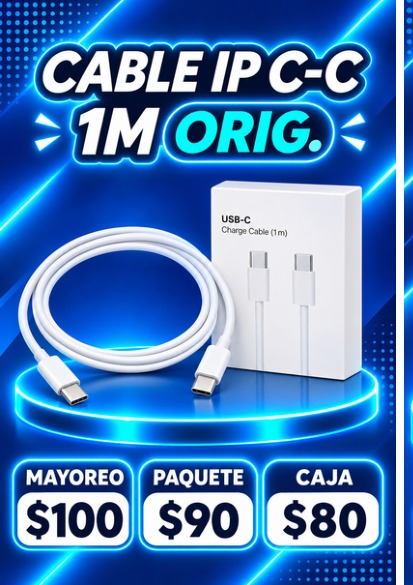 CABLE IP C-C
1M ORIG.
USB-C
Charge Cable (1m)
MAYOREO
$100
PAQUETE
$90
CAJA
$80